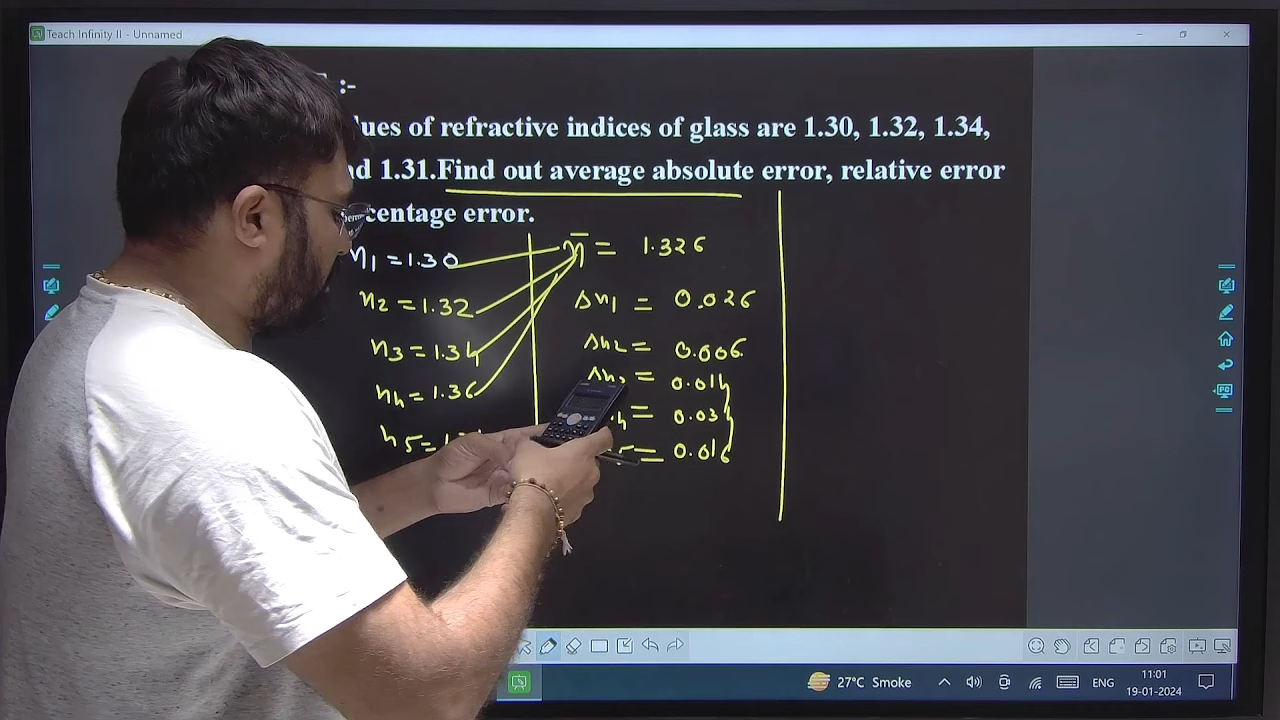 Teach Infinity II - Unnamed
:-
of refractive indices of glass are 1.30, 1.32, 1.34,
1.31.Find out average absolute error, relative error
error.
n1 = 1.30
n̅ = 1.326
n2 = 1.32
Δn1 = 0.026
n3 = 1.34
Δn2 = 0.006
n4 = 1.36
= 0.014
= 0.034
n5 =
= 0.016
27°C Smoke
ENG
11:01
19-01-2024